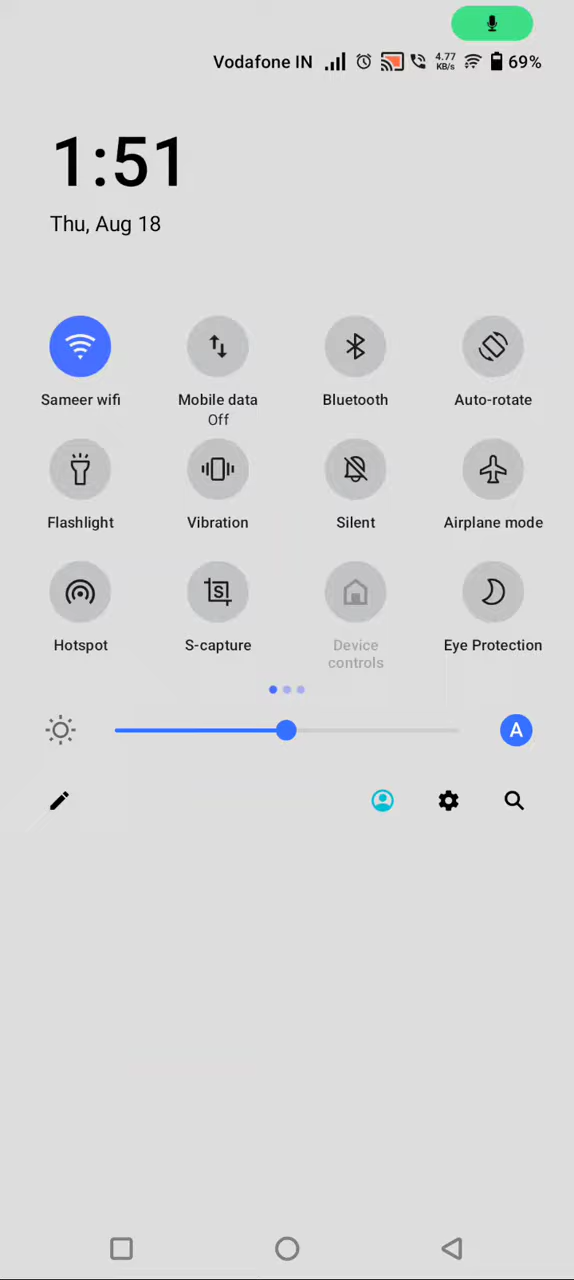 Vodafone IN 4.77 KB/s 69%
1:51
Thu, Aug 18
Sameer wifi Mobile data Bluetooth Auto-rotate
Off
Flashlight Vibration Silent Airplane mode
Hotspot S-capture Device controls Eye Protection
A